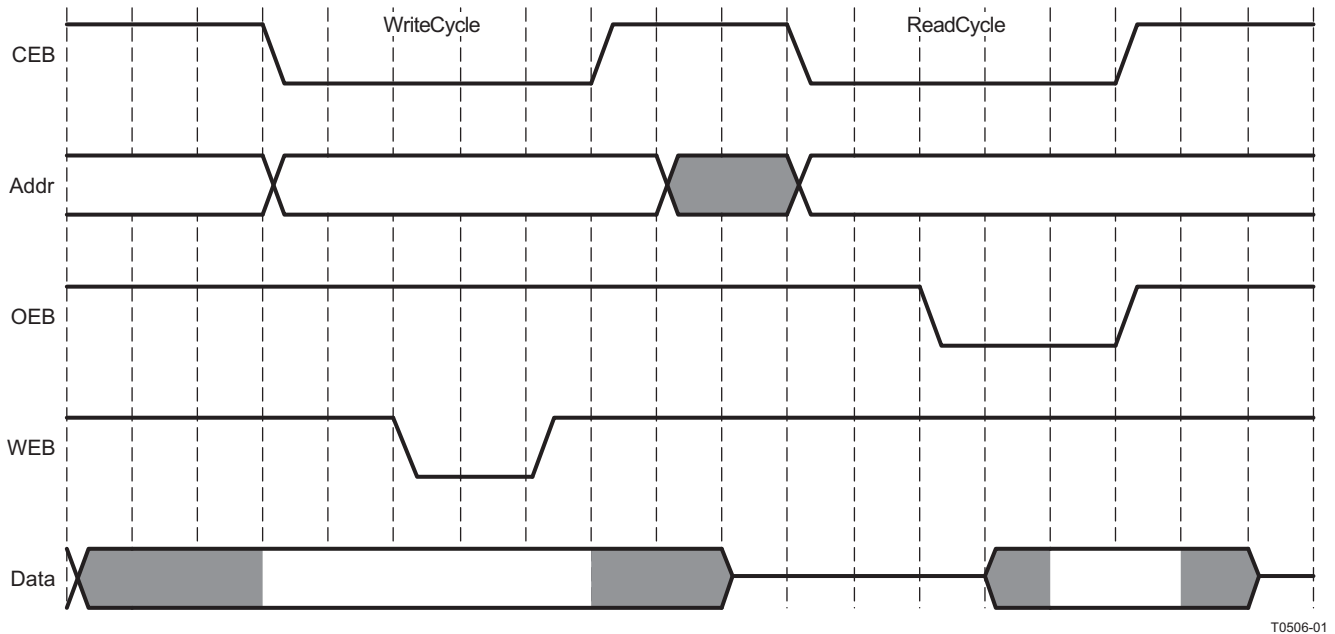 WriteCycle
ReadCycle
CEB
Addr
OEB
WEB
Data
T0506-01